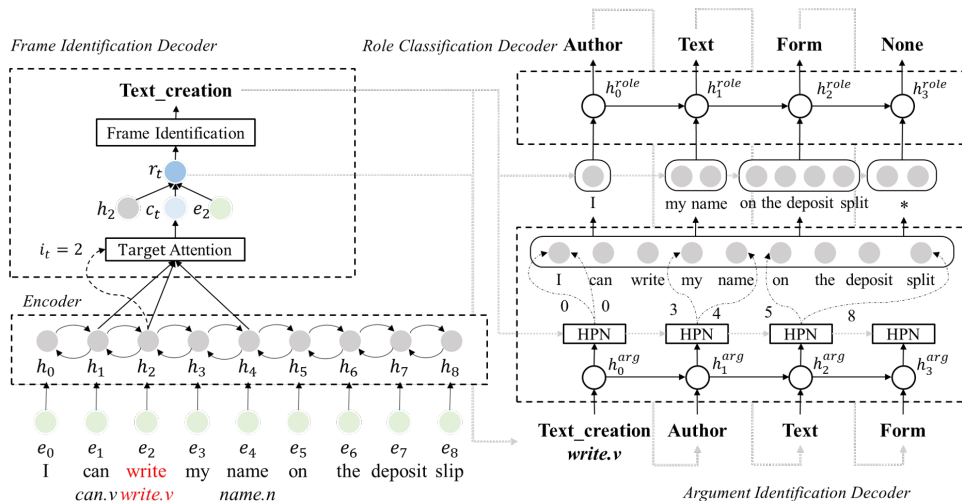 Frame Identification Decoder
Text_creation
Frame Identification
r_t
h_2 c_t e_2
i_t = 2
Target Attention
Encoder
h_0 h_1 h_2 h_3 h_4 h_5 h_6 h_7 h_8
e_0 e_1 e_2 e_3 e_4 e_5 e_6 e_7 e_8
I can write my name on the deposit slip
can.v write.v name.n
Role Classification Decoder
Author Text Form None
h_0^role h_1^role h_2^role h_3^role
I my name on the deposit split *
I can write my name on the deposit split
0 0 3 4 5 8
HPN HPN HPN HPN
h_0^arg h_1^arg h_2^arg h_3^arg
Text_creation Author Text Form
write.v
Argument Identification Decoder